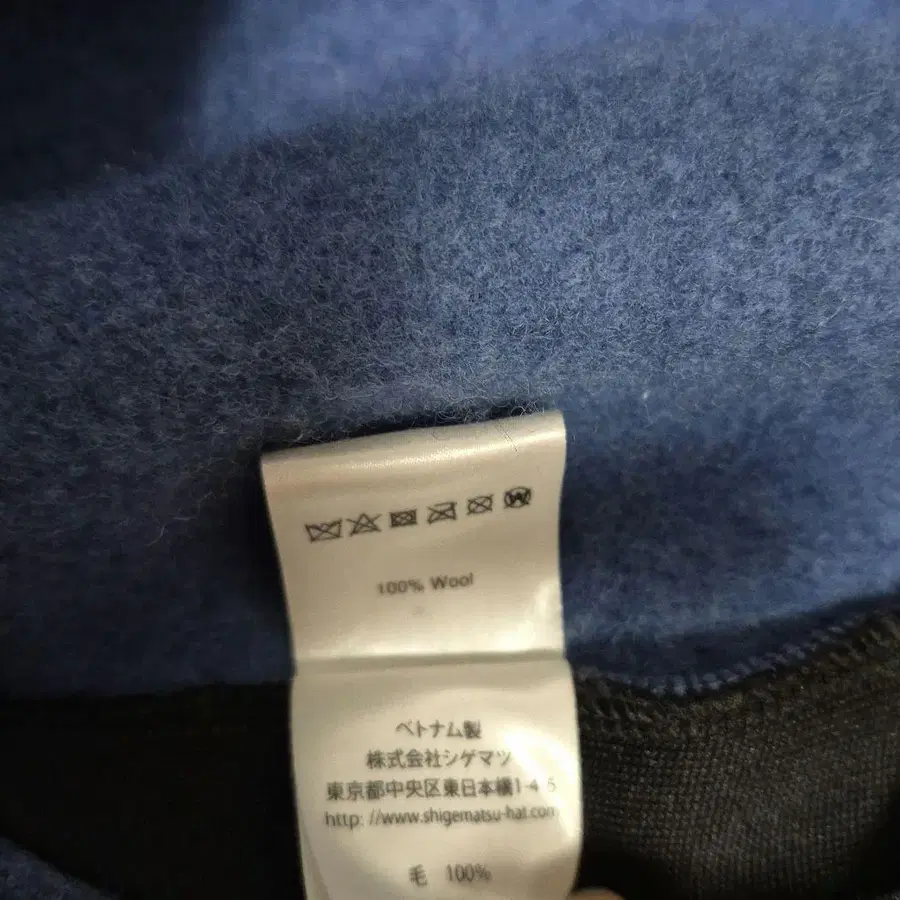 100% Wool
ベトナム製
株式会社シゲマツ
東京都中央区東日本橋1-4-5
http: //www.shigematsu-hat.com
毛 100%